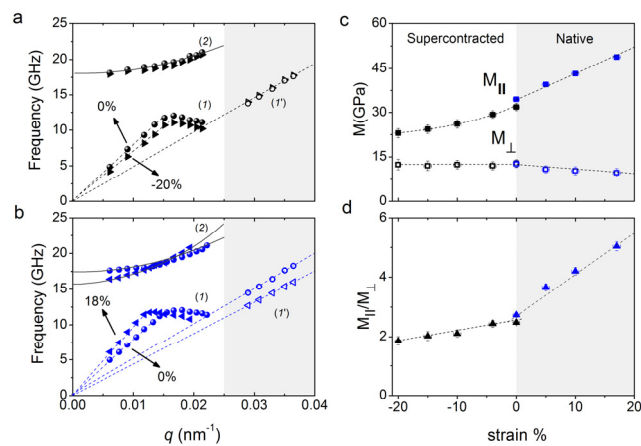 a
Frequency (GHz)
25
20
15
10
5
0
(2)
0%
(1)
-20%
(1')
b
Frequency (GHz)
25
20
15
10
5
0
(2)
18%
(1)
0%
(1')
0.00 0.01 0.02 0.03 0.04
q (nm⁻¹)
c
M(GPa)
60
45
30
15
0
Supercontracted Native
M||
M⊥
d
M||/M⊥
6
4
2
0
-20 -10 0 10 20
strain %